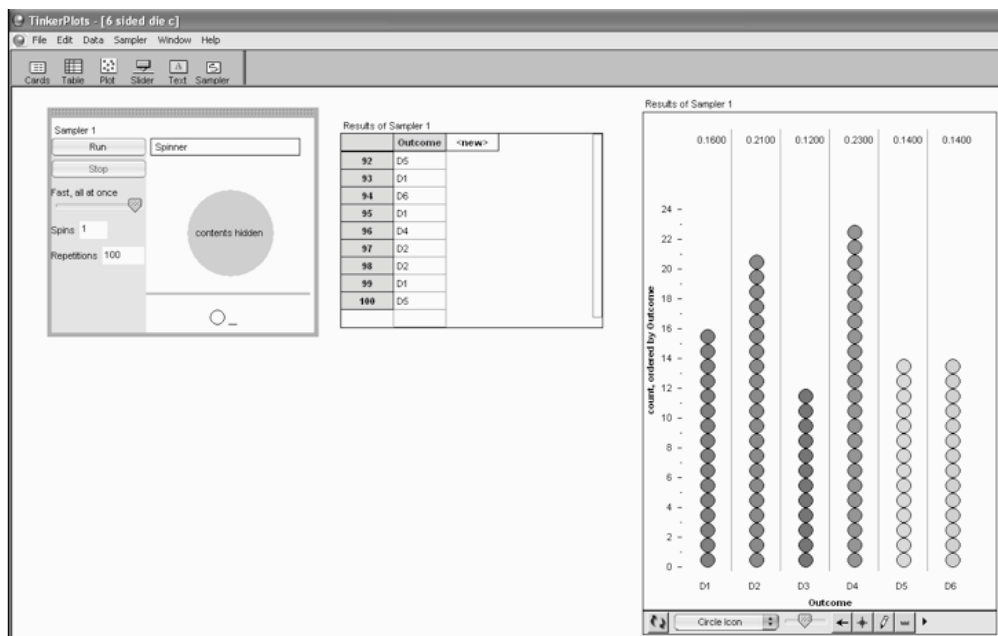 TinkerPlots - [6 sided die c]
File Edit Data Sampler Window Help
Cards Table Plot Slider Text Sampler
Sampler 1
Run
Spinner
Stop
Fast, all at once
Spins 1
Repetitions 100
contents hidden
Results of Sampler 1
Outcome <new>
92 D5
93 D1
94 D6
95 D1
96 D4
97 D2
98 D2
99 D1
100 D5
Results of Sampler 1
0.1600 0.2100 0.1200 0.2300 0.1400 0.1400
count, ordered by Outcome
24
22
20
18
16
14
12
10
8
6
4
2
0
D1 D2 D3 D4 D5 D6
Outcome
Circle Icon